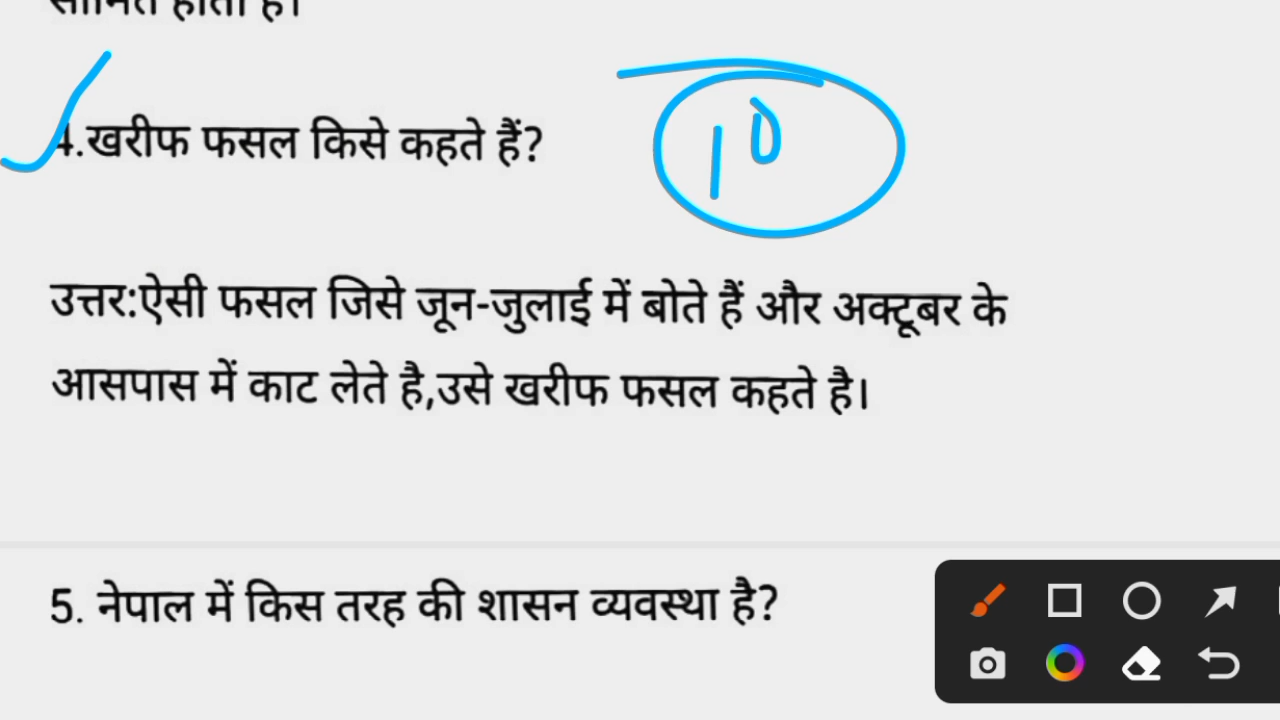 4.खरीफ फसल किसे कहते हैं?
10
उत्तर:ऐसी फसल जिसे जून-जुलाई में बोते हैं और अक्टूबर के
आसपास में काट लेते है,उसे खरीफ फसल कहते है।
5. नेपाल में किस तरह की शासन व्यवस्था है?